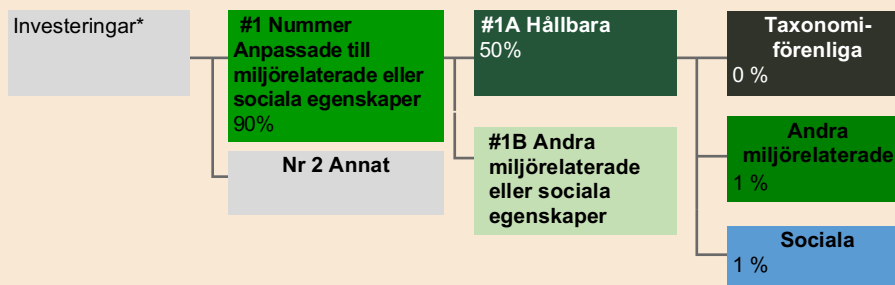 Investeringar*
#1 Nummer
Anpassade till
miljörelaterade eller
sociala egenskaper
90%
Nr 2 Annat
#1A Hållbara
50%
#1B Andra
miljörelaterade
eller sociala
egenskaper
Taxonomi-
förenliga
0 %
Andra
miljörelaterade
1 %
Sociala
1 %